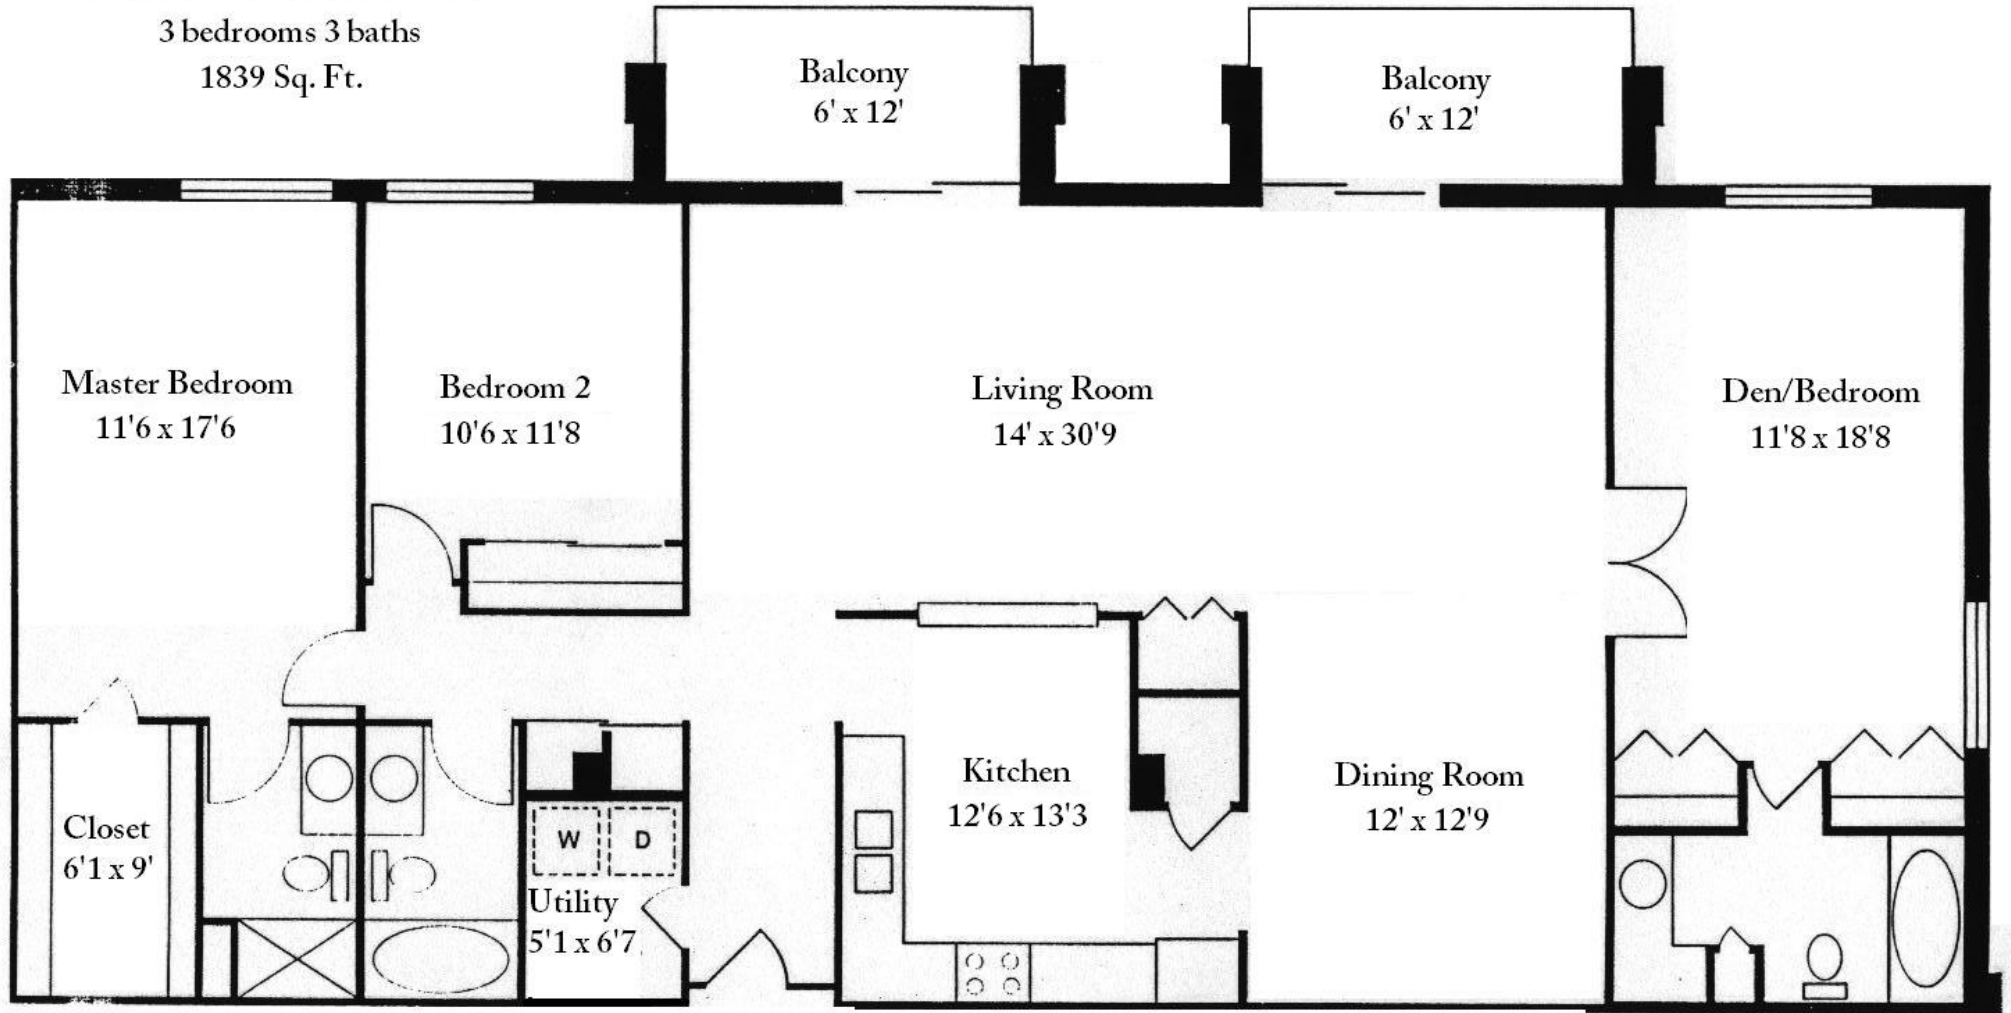 3 bedrooms 3 baths
1839 Sq. Ft.
Balcony
6' x 12'
Balcony
6' x 12'
Master Bedroom
11'6 x 17'6
Bedroom 2
10'6 x 11'8
Living Room
14' x 30'9
Den/Bedroom
11'8 x 18'8
Closet
6'1 x 9'
W
D
Utility
5'1 x 6'7
Kitchen
12'6 x 13'3
Dining Room
12' x 12'9